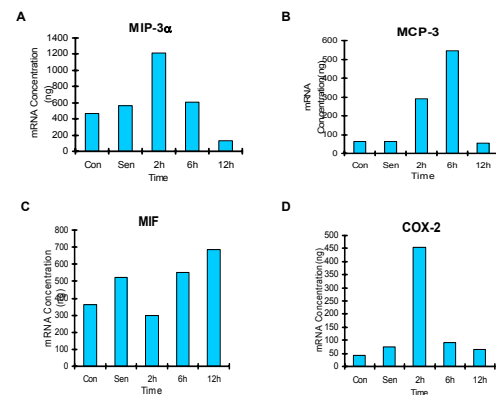 A
MIP-3α
mRNA Concentration
(ng)
1400
1200
1000
800
600
400
200
0
Con Sen 2h 6h 12h
Time
B
MCP-3
mRNA
Concentration(ng)
600
500
400
300
200
100
0
Con Sen 2h 6h 12h
Time
C
MIF
mRNA Concentration
(ng)
800
700
600
500
400
300
200
100
0
Con Sen 2h 6h 12h
Time
D
COX-2
mRNA Concentration(ng)
500
450
400
350
300
250
200
150
100
50
0
Con Sen 2h 6h 12h
Time